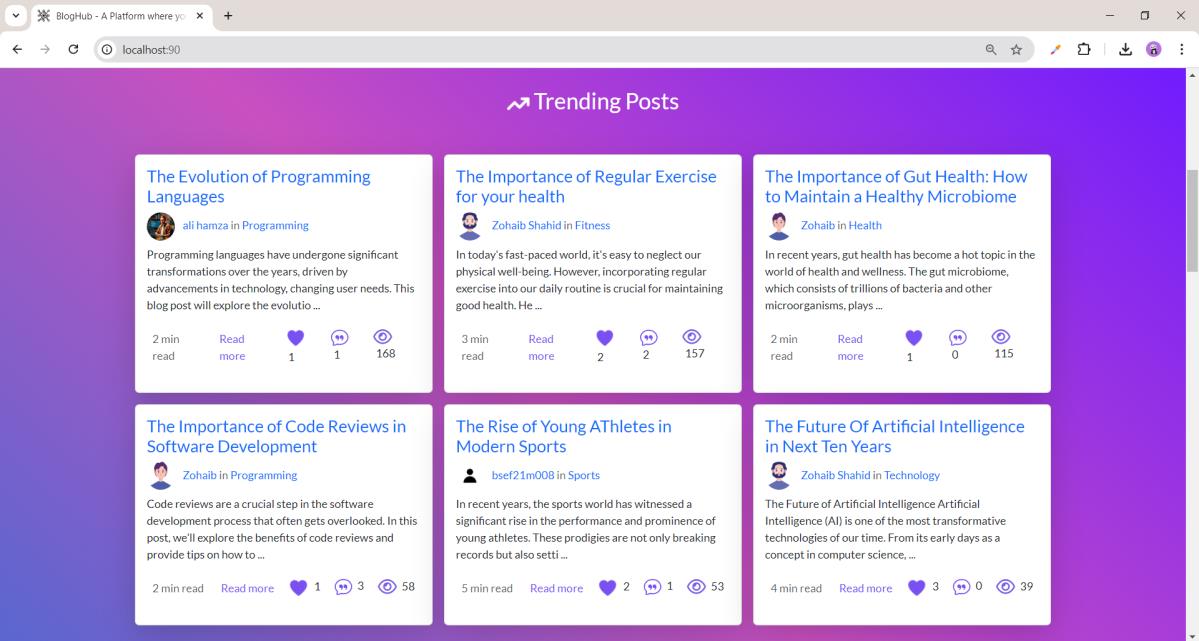 BlogHub - A Platform where yo
localhost:90
Trending Posts
The Evolution of Programming
Languages
ali hamza in Programming
Programming languages have undergone significant
transformations over the years, driven by
advancements in technology, changing user needs. This
blog post will explore the evolutio ...
2 min
read
Read
more
1
1
168
The Importance of Regular Exercise
for your health
Zohaib Shahid in Fitness
In today's fast-paced world, it's easy to neglect our
physical well-being. However, incorporating regular
exercise into our daily routine is crucial for maintaining
good health. He ...
3 min
read
Read
more
2
2
157
The Importance of Gut Health: How
to Maintain a Healthy Microbiome
Zohaib in Health
In recent years, gut health has become a hot topic in the
world of health and wellness. The gut microbiome,
which consists of trillions of bacteria and other
microorganisms, plays ...
2 min
read
Read
more
1
0
115
The Importance of Code Reviews in
Software Development
Zohaib in Programming
Code reviews are a crucial step in the software
development process that often gets overlooked. In this
post, we'll explore the benefits of code reviews and
provide tips on how to ...
2 min read Read more 1 3 58
The Rise of Young AThletes in
Modern Sports
bsef21m008 in Sports
In recent years, the sports world has witnessed a
significant rise in the performance and prominence of
young athletes. These prodigies are not only breaking
records but also setti ...
5 min read Read more 2 1 53
The Future Of Artificial Intelligence
in Next Ten Years
Zohaib Shahid in Technology
The Future of Artificial Intelligence Artificial
Intelligence (AI) is one of the most transformative
technologies of our time. From its early days as a
concept in computer science, ...
4 min read Read more 3 0 39